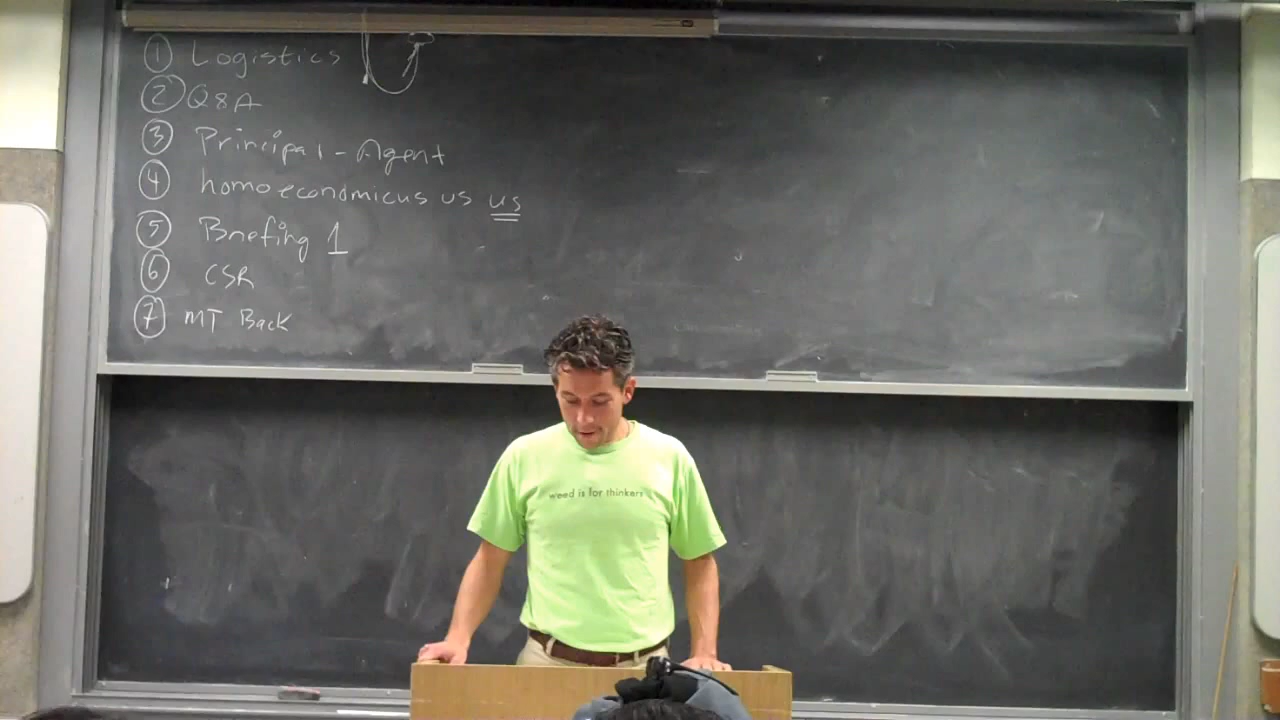 ① Logistics
② Q&A
③ Principal-Agent
④ homo economicus us us
⑤ Briefing 1
⑥ CSR
⑦ MT Back
weed is for thinkers